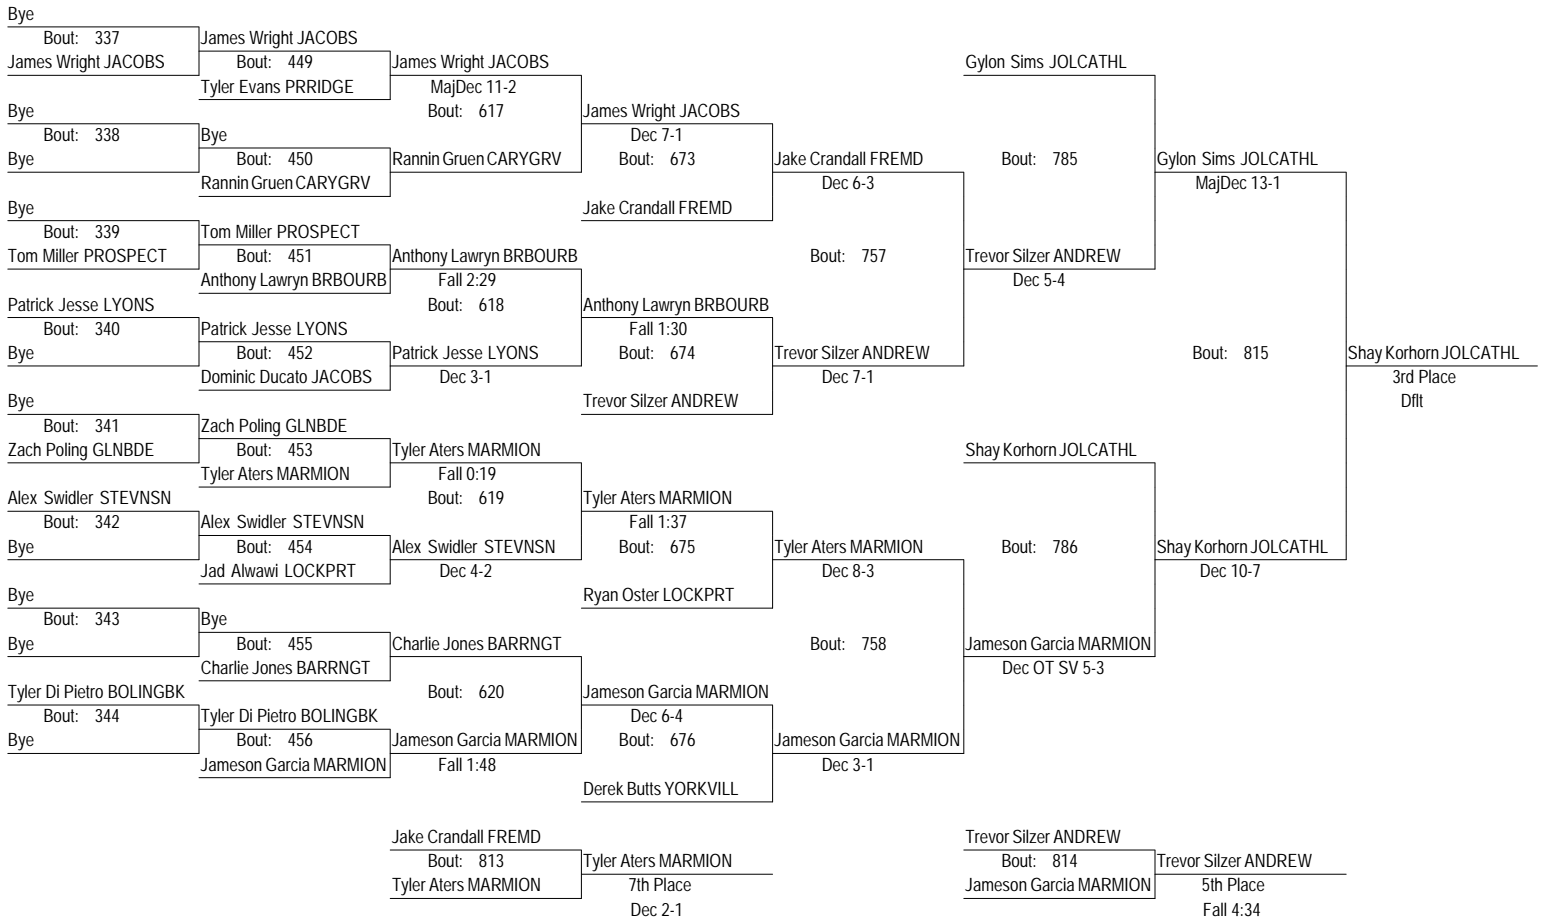 Bye
Bout: 337
James Wright JACOBS
Bye
Bout: 338
Bye
Bye
Bout: 339
Tom Miller PROSPECT
Patrick Jesse LYONS
Bout: 340
Bye
Bye
Bout: 341
Zach Poling GLNBDE
Alex Swidler STEVNSN
Bout: 342
Bye
Bye
Bout: 343
Bye
Tyler Di Pietro BOLINGBK
Bout: 344
Bye
James Wright JACOBS
Bout: 449
Tyler Evans PRRIDGE
Bye
Bout: 450
Rannin Gruen CARYGRV
Tom Miller PROSPECT
Bout: 451
Anthony Lawryn BRBOURB
Patrick Jesse LYONS
Bout: 452
Dominic Ducato JACOBS
Zach Poling GLNBDE
Bout: 453
Tyler Aters MARMION
Alex Swidler STEVNSN
Bout: 454
Jad Alwawi LOCKPRT
Bye
Bout: 455
Charlie Jones BARRNGT
Tyler Di Pietro BOLINGBK
Bout: 456
Jameson Garcia MARMION
James Wright JACOBS
MajDec 11-2
Bout: 617
Rannin Gruen CARYGRV
Anthony Lawryn BRBOURB
Fall 2:29
Bout: 618
Patrick Jesse LYONS
Dec 3-1
Tyler Aters MARMION
Fall 0:19
Bout: 619
Alex Swidler STEVNSN
Dec 4-2
Charlie Jones BARRNGT
Bout: 620
Jameson Garcia MARMION
Fall 1:48
James Wright JACOBS
Dec 7-1
Bout: 673
Jake Crandall FREMD
Anthony Lawryn BRBOURB
Fall 1:30
Bout: 674
Trevor Silzer ANDREW
Tyler Aters MARMION
Fall 1:37
Bout: 675
Ryan Oster LOCKPRT
Jameson Garcia MARMION
Dec 6-4
Bout: 676
Derek Butts YORKVILL
Jake Crandall FREMD
Dec 6-3
Bout: 757
Trevor Silzer ANDREW
Dec 7-1
Tyler Aters MARMION
Dec 8-3
Bout: 758
Jameson Garcia MARMION
Dec 3-1
Gylon Sims JOLCATHL
Bout: 785
Trevor Silzer ANDREW
Dec 5-4
Shay Korhorn JOLCATHL
Bout: 786
Jameson Garcia MARMION
Dec OT SV 5-3
Gylon Sims JOLCATHL
MajDec 13-1
Bout: 815
Shay Korhorn JOLCATHL
Dec 10-7
Shay Korhorn JOLCATHL
3rd Place
Dflt
Jake Crandall FREMD
Bout: 813
Tyler Aters MARMION
Tyler Aters MARMION
7th Place
Dec 2-1
Trevor Silzer ANDREW
Bout: 814
Jameson Garcia MARMION
Trevor Silzer ANDREW
5th Place
Fall 4:34